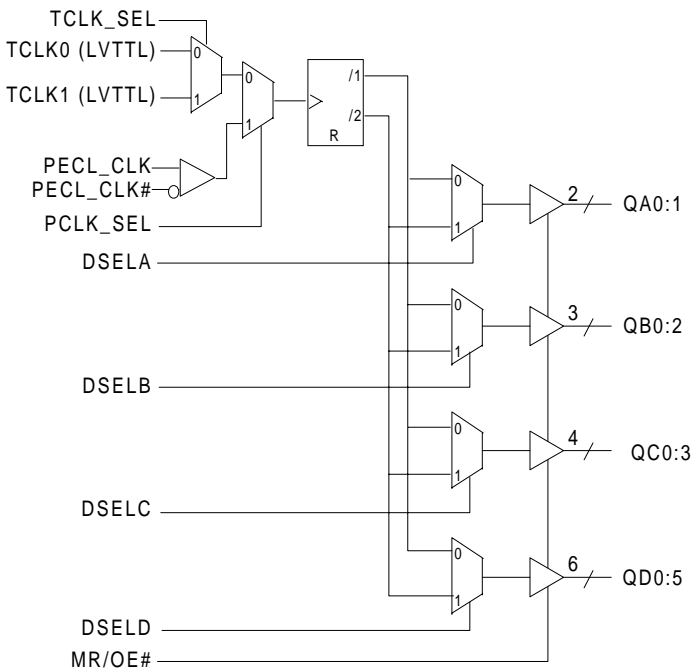 TCLK_SEL
TCLK0 (LVTTL)
0
TCLK1 (LVTTL)
1
0
1
/1
/2
R
PECL_CLK
PECL_CLK#
PCLK_SEL
DSELA
0
1
2
QA0:1
DSELB
0
1
3
QB0:2
DSELC
0
1
4
QC0:3
DSELD
0
1
6
QD0:5
MR/OE#